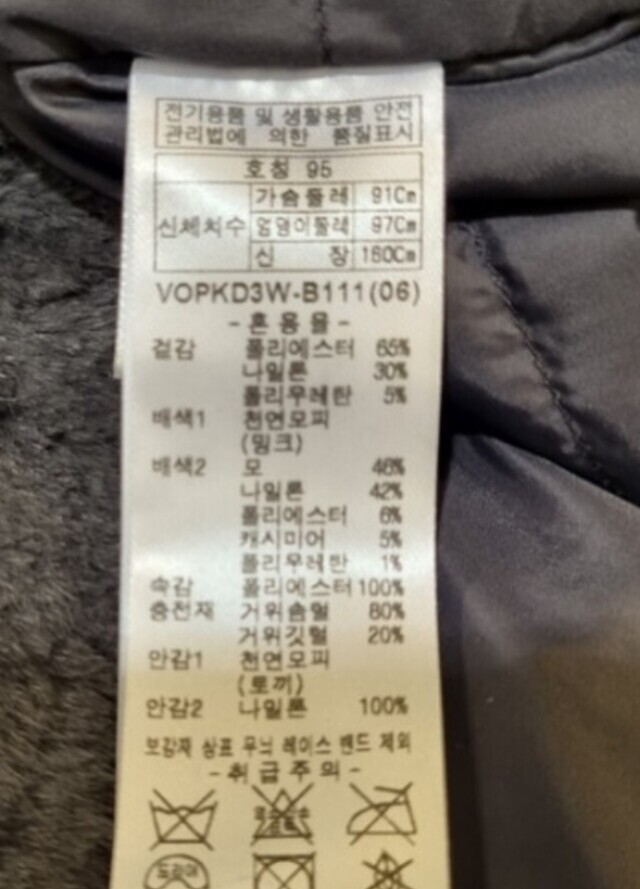 전기용품 및 생활용품 안전
관리법에 의한 품질표시
호칭 95
신체치수 가슴둘레 91Cm
엉덩이둘레 97Cm
신 장 160Cm
VOPKD3W-B111(06)
-혼용율-
겉감 폴리에스터 65%
나일론 30%
폴리우레탄 5%
배색1 천연모피
(밍크)
배색2 모 46%
나일론 42%
폴리에스터 6%
캐시미어 5%
폴리우레탄 1%
속감 폴리에스터 100%
충전재 거위솜털 80%
거위깃털 20%
안감1 천연모피
(토끼)
안감2 나일론 100%
보강재 상표 무늬 레이스 밴드 제외
-취급주의-
드라이